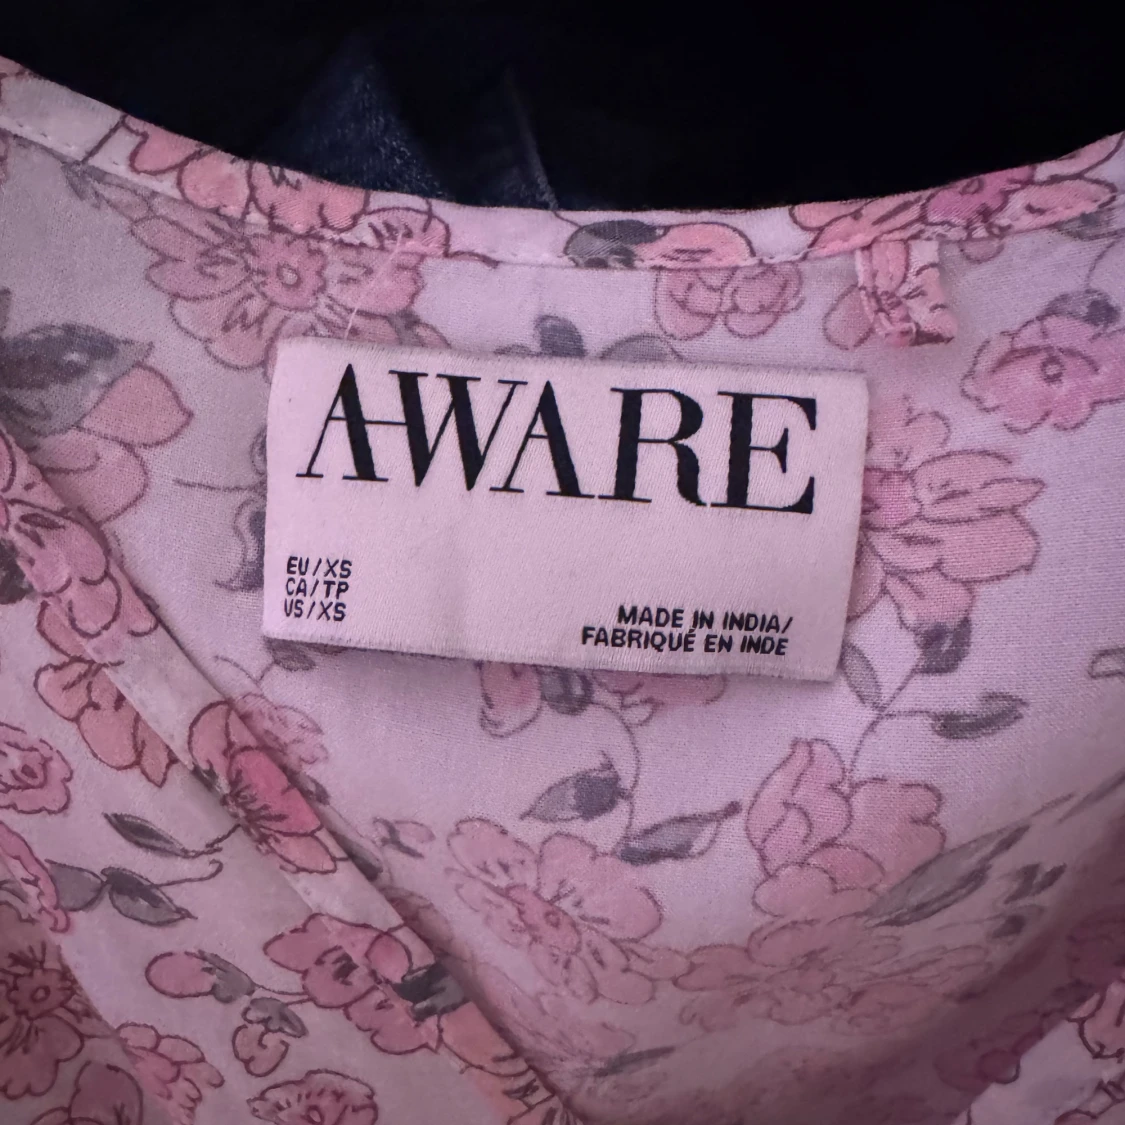 AWARE
EU/XS
CA/TP
US/XS
MADE IN INDIA/
FABRIQUÉ EN INDE